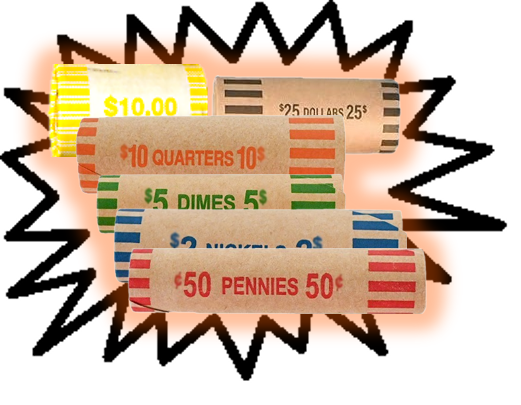 $10.00
$25 DOLLARS 25$
$10 QUARTERS 10$
$5 DIMES 5$
$2 NICKELS 2$
¢50 PENNIES 50¢